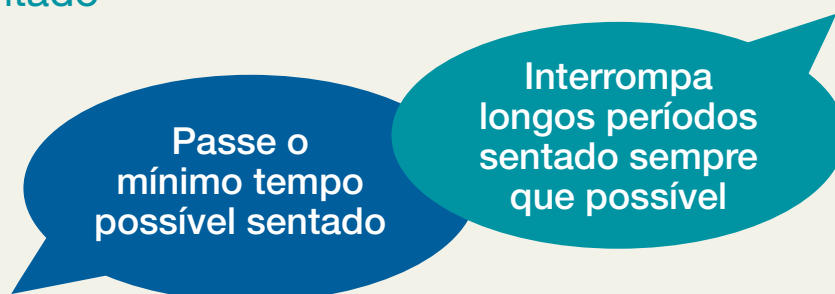 Passe o
mínimo tempo
possível sentado
Interrompa
longos períodos
sentado sempre
que possível